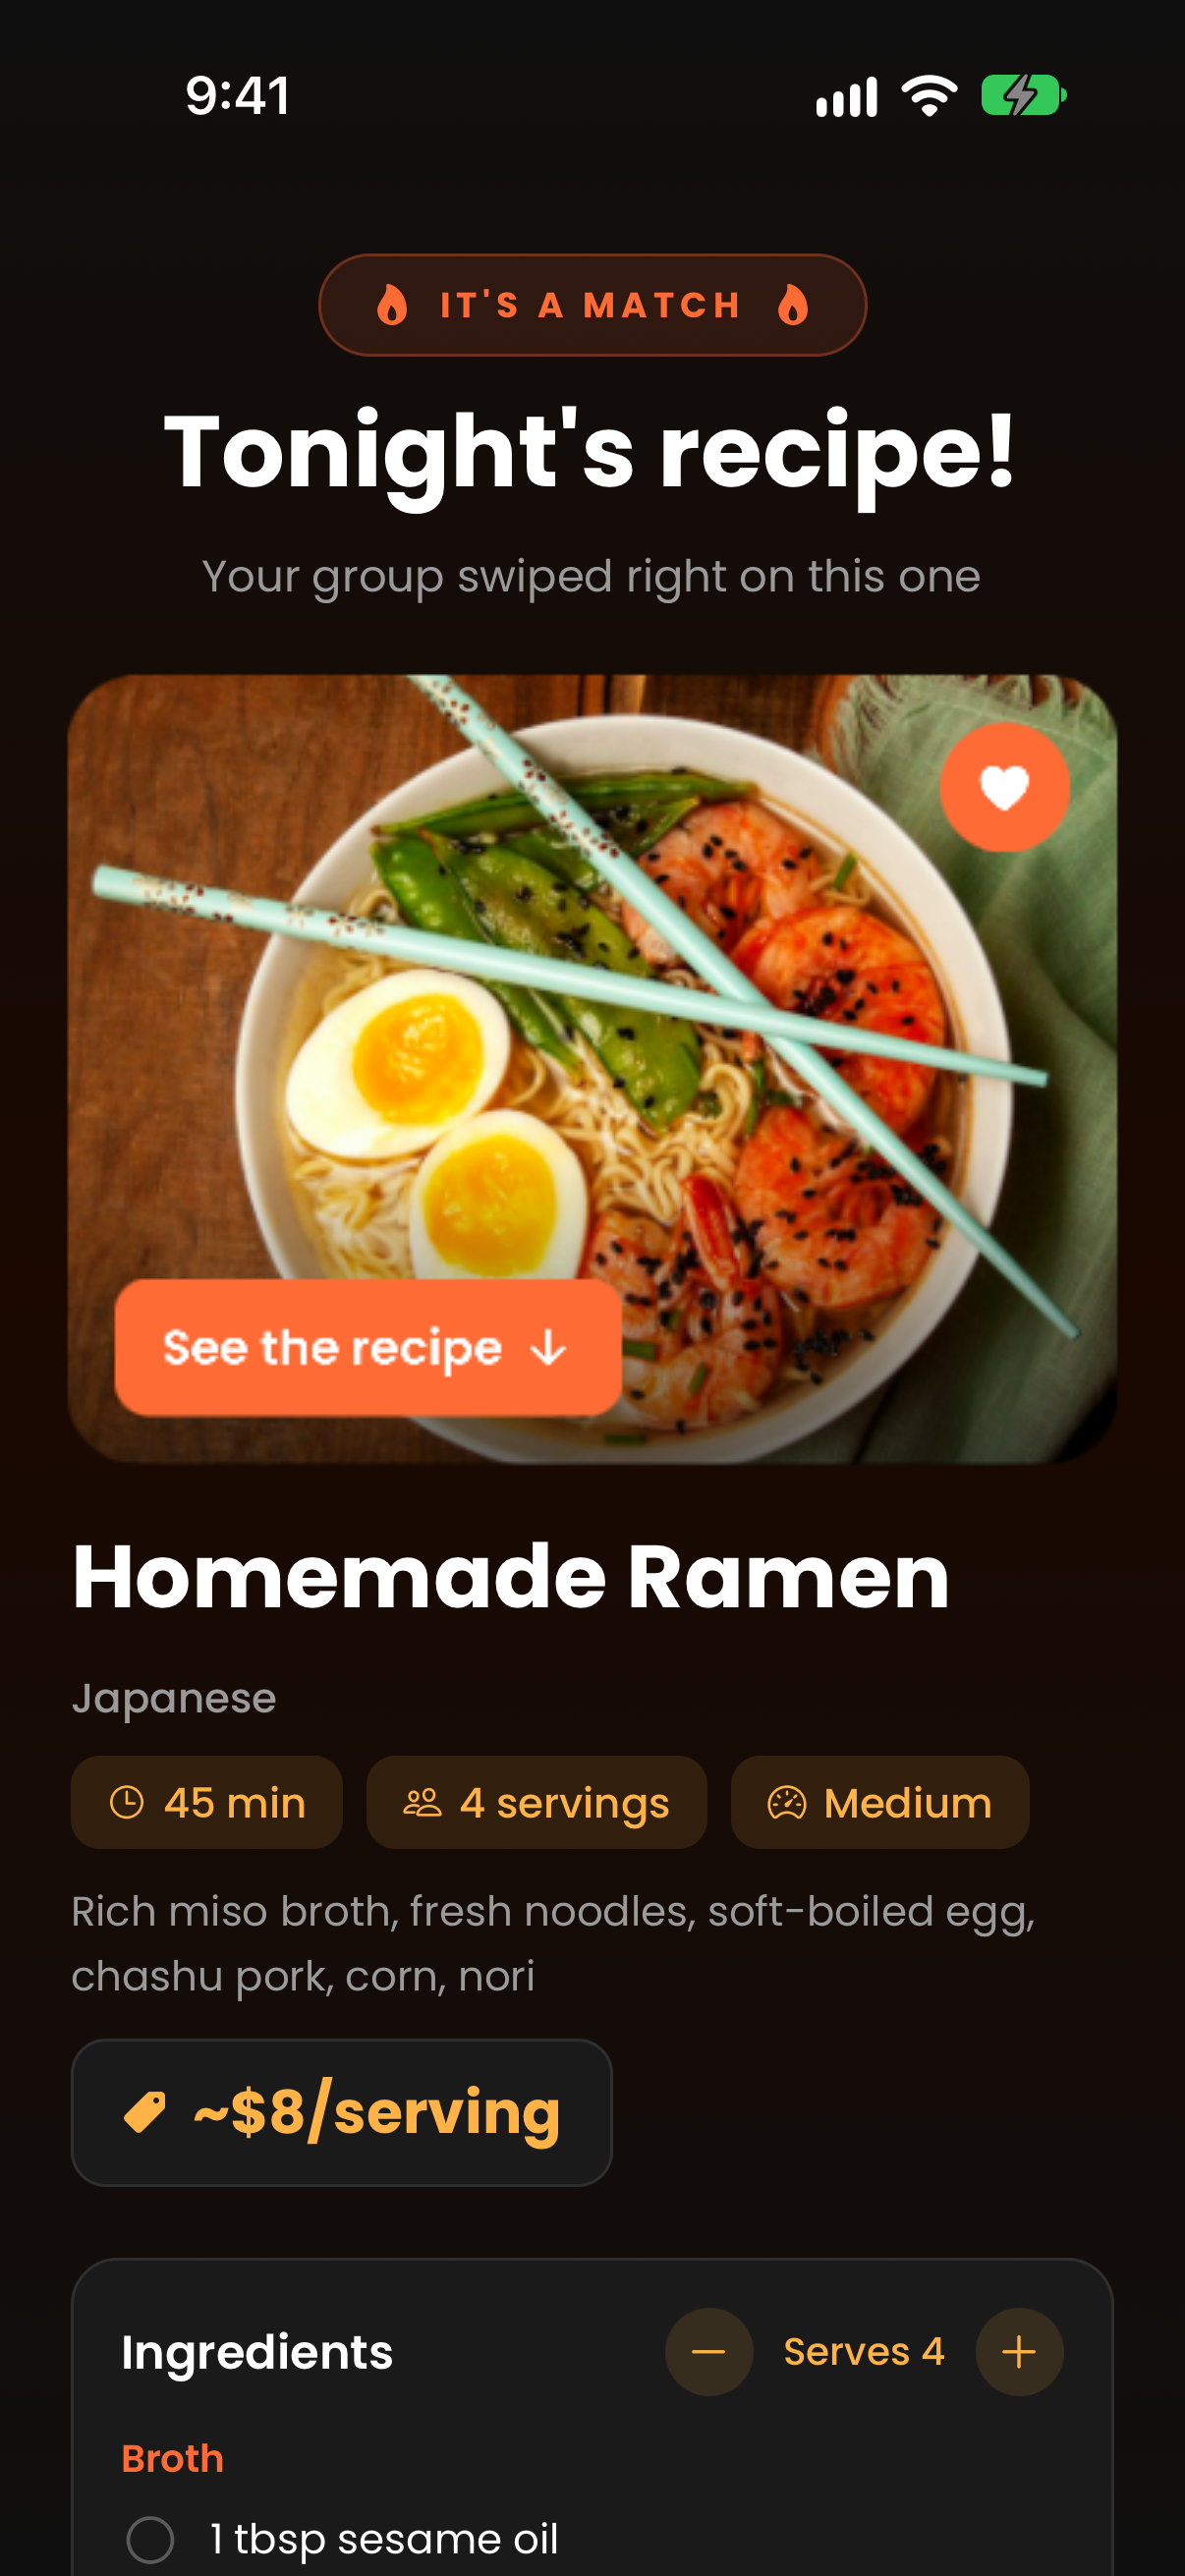 9:41
IT'S A MATCH
Tonight's recipe!
Your group swiped right on this one
See the recipe ↓
Homemade Ramen
Japanese
45 min
4 servings
Medium
Rich miso broth, fresh noodles, soft-boiled egg,
chashu pork, corn, nori
~$8/serving
Ingredients
Serves 4
Broth
1 tbsp sesame oil